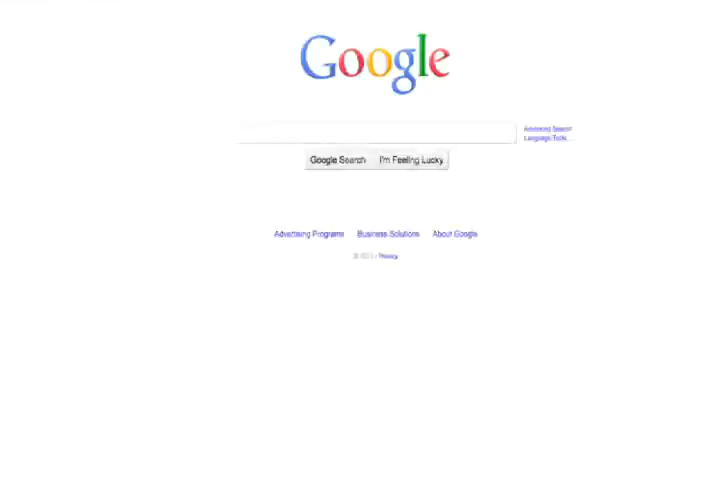 Google
Advanced Search
Language Tools
Google Search I'm Feeling Lucky
Advertising Programs Business Solutions About Google
Privacy